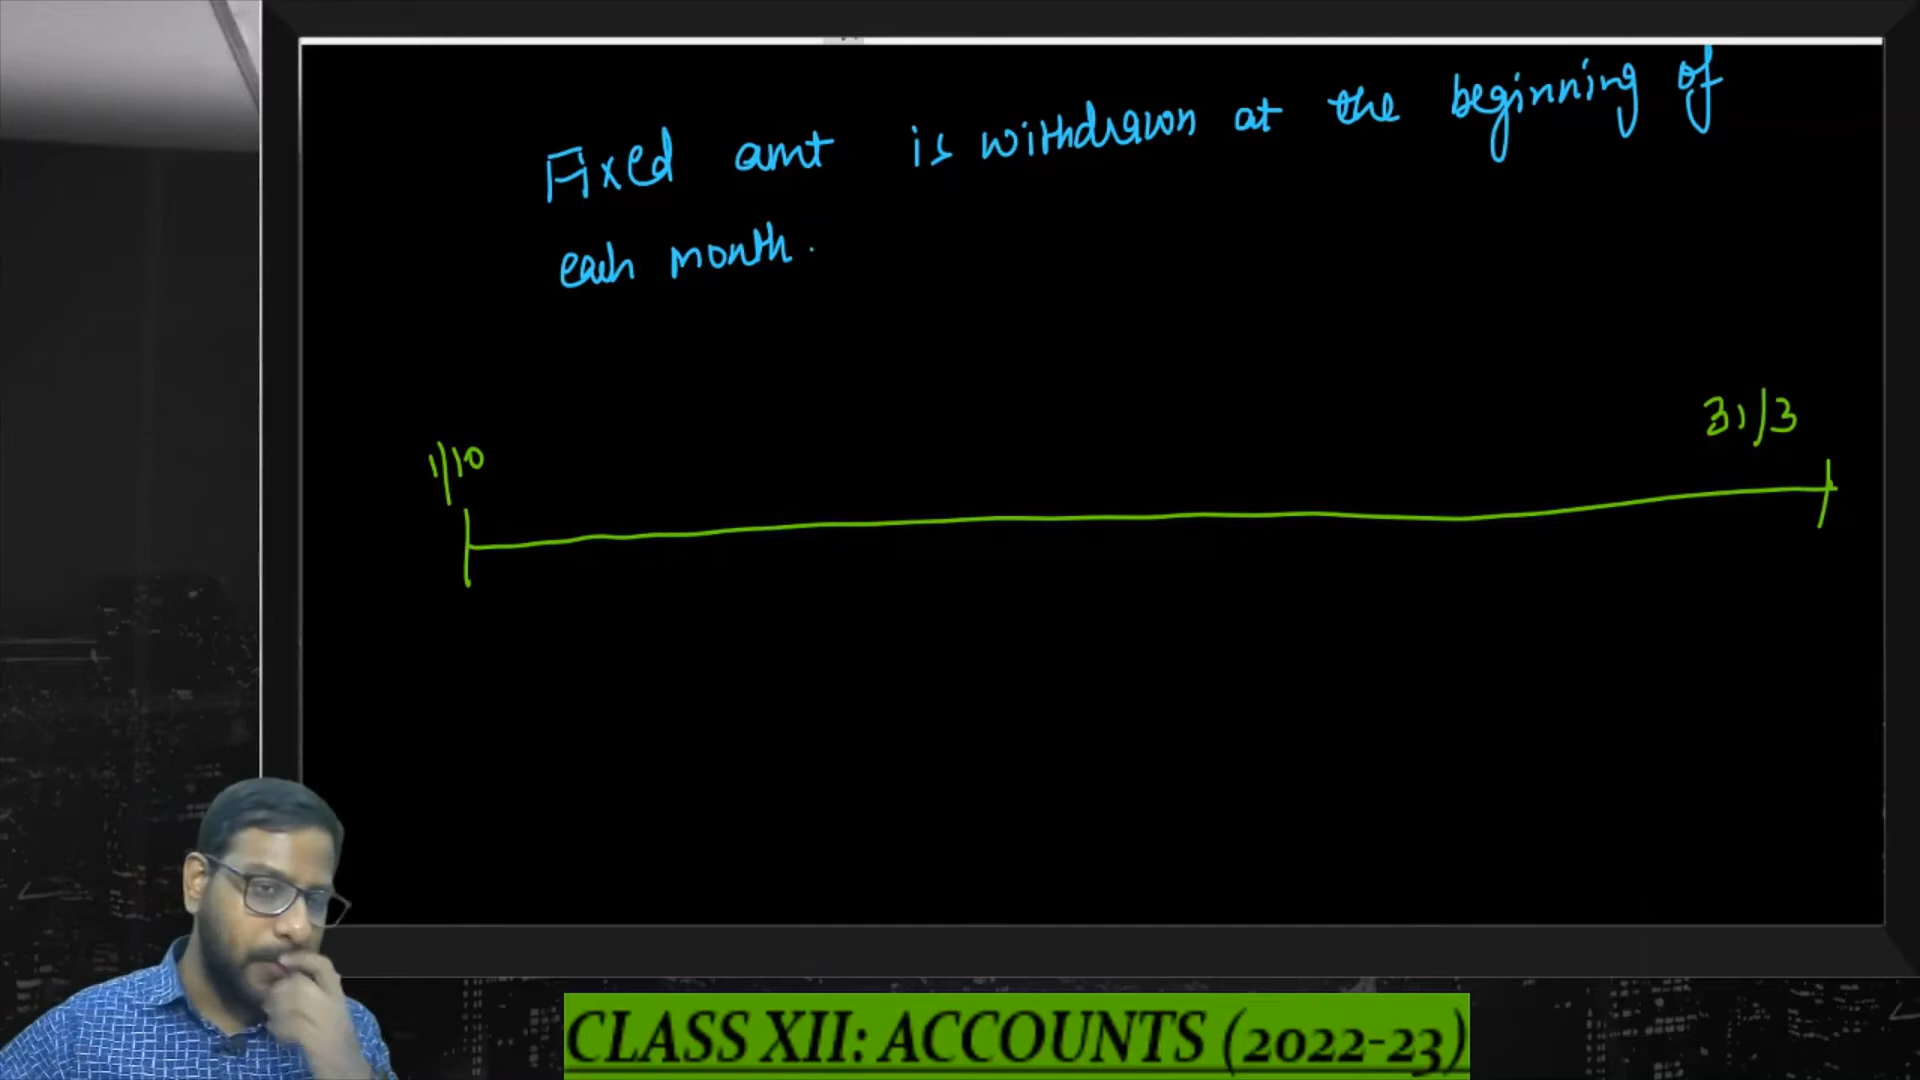 Fixed amt is withdrawn at the beginning of
each month.
1/10
31/3
CLASS XII: ACCOUNTS (2022-23)